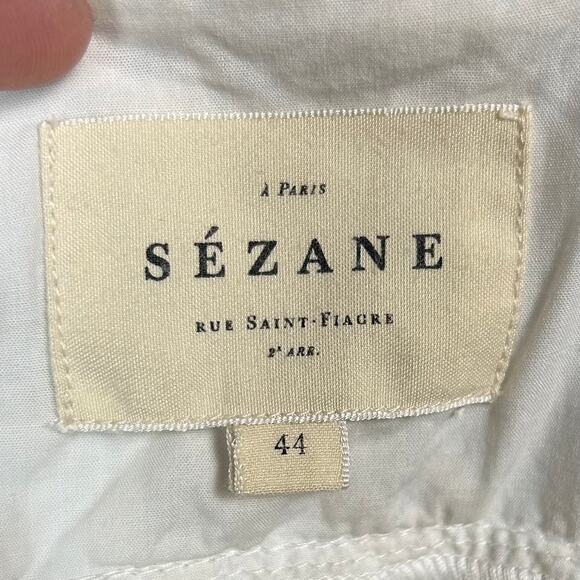 À PARIS
SÉZANE
RUE SAINT-FIACRE
2ᵉ ARR.
44